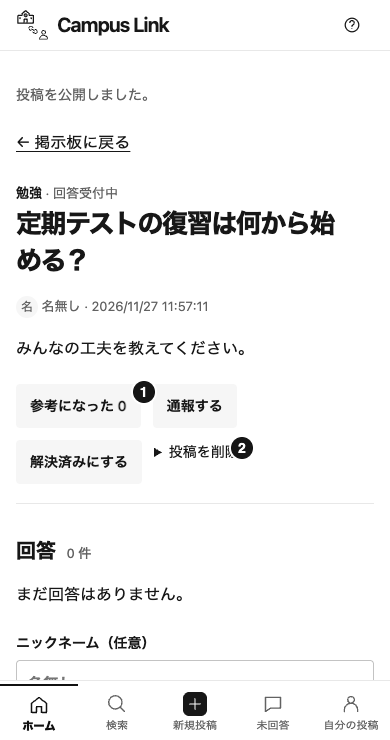 Campus Link
投稿を公開しました。
← 掲示板に戻る
勉強 · 回答受付中
定期テストの復習は何から始
める？
名 名無し · 2026/11/27 11:57:11
みんなの工夫を教えてください。
参考になった 0
1
通報する
解決済みにする
▶ 投稿を削
2
回答 0 件
まだ回答はありません。
ニックネーム（任意）
ホーム
検索
新規投稿
未回答
自分の投稿